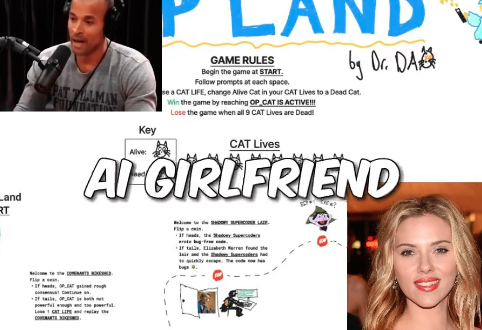 P LAND
by Dr. DA
GAME RULES
Begin the game at START.
Follow prompts at each space.
se a CAT LIFE, change Alive Cat in your CAT Lives to a Dead Cat.
Win the game by reaching OP_CAT IS ACTIVE!!!
Lose the game when all 9 CAT Lives are Dead!
PAT TILLMAN
FOUNDATION
Key
CAT Lives
Alive:
AI GIRLFRIEND
Land
RT
Welcome to the SHADOWY SUPERCODER LAIR.
Flip a coin.
• If heads, the Shadowy Supercoders
wrote bug-free code.
• If tails, Elizabeth Warren found the
lair and the Shadowy Supercoders had
to quickly escape. The code now has
bugs
Welcome to the COVENANTS BIKESHED.
Flip a coin.
• If heads, OP_CAT gained rough
consensus! Continue on.
• If tails, OP_CAT is both not
powerful enough and too powerful.
Lose 1 CAT LIFE and replay the
COVENANTS BIKESHED.